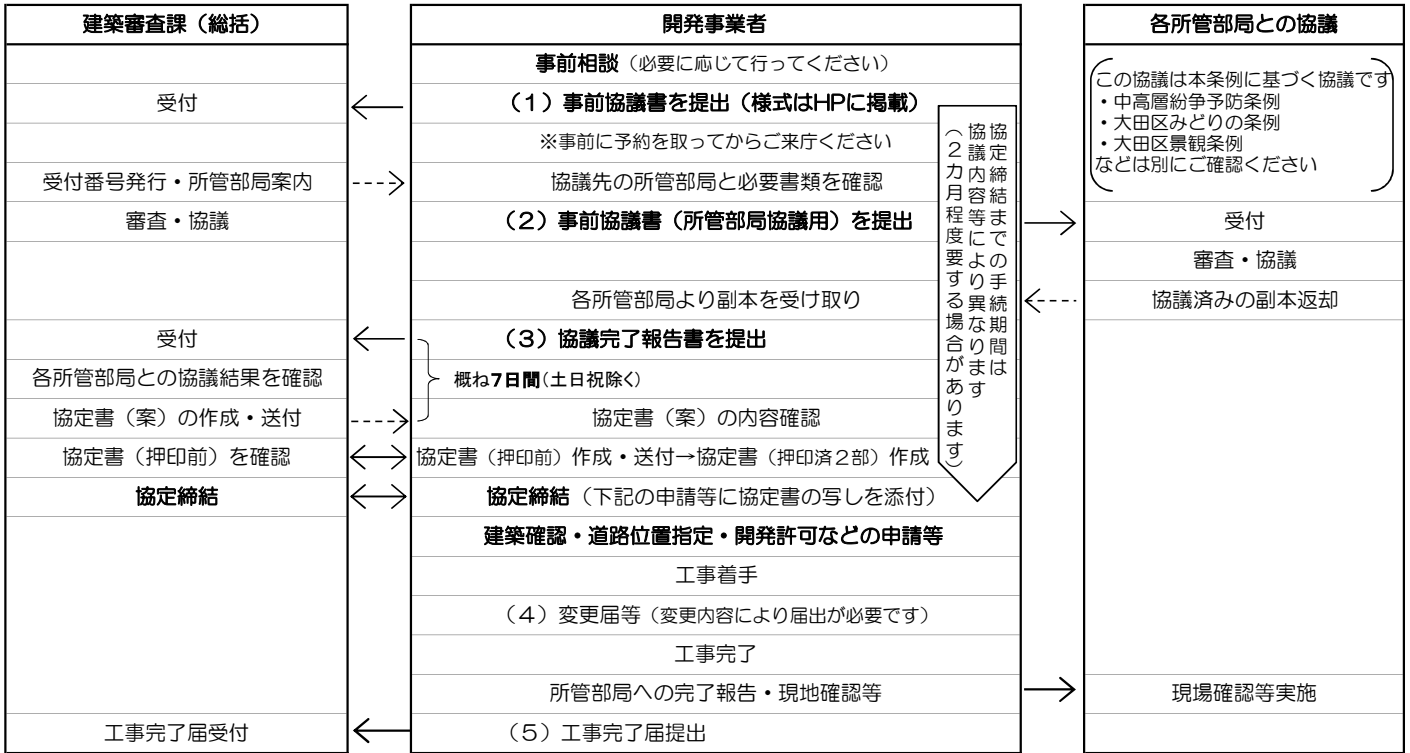 建築審査課（総括）
開発事業者
各所管部局との協議
事前相談（必要に応じて行ってください）
この協議は本条例に基づく協議です
・中高層紛争予防条例
・大田区みどりの条例
・大田区景観条例
などは別にご確認ください
受付
（１）事前協議書を提出（様式はHPに掲載）
※事前に予約を取ってからご来庁ください
協定締結までの手続期間は
協議内容等により異なります
（２カ月程度要する場合があります）
受付番号発行・所管部局案内
協議先の所管部局と必要書類を確認
審査・協議
（２）事前協議書（所管部局協議用）を提出
受付
審査・協議
各所管部局より副本を受け取り
協議済みの副本返却
受付
（３）協議完了報告書を提出
各所管部局との協議結果を確認
概ね7日間(土日祝除く)
協定書（案）の作成・送付
協定書（案）の内容確認
協定書（押印前）を確認
協定書（押印前）作成・送付→協定書（押印済２部）作成
協定締結
協定締結（下記の申請等に協定書の写しを添付）
建築確認・道路位置指定・開発許可などの申請等
工事着手
（４）変更届等（変更内容により届出が必要です）
工事完了
所管部局への完了報告・現地確認等
現場確認等実施
工事完了届受付
（５）工事完了届提出